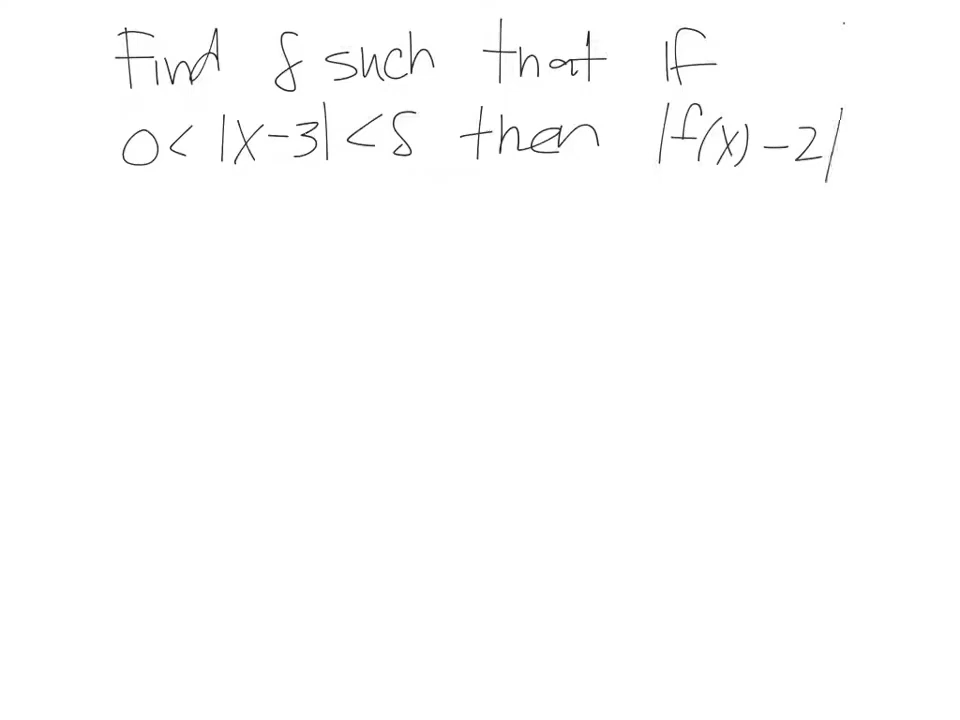 Find δ such that If
0 < |x-3| < δ then |f(x) - 2|